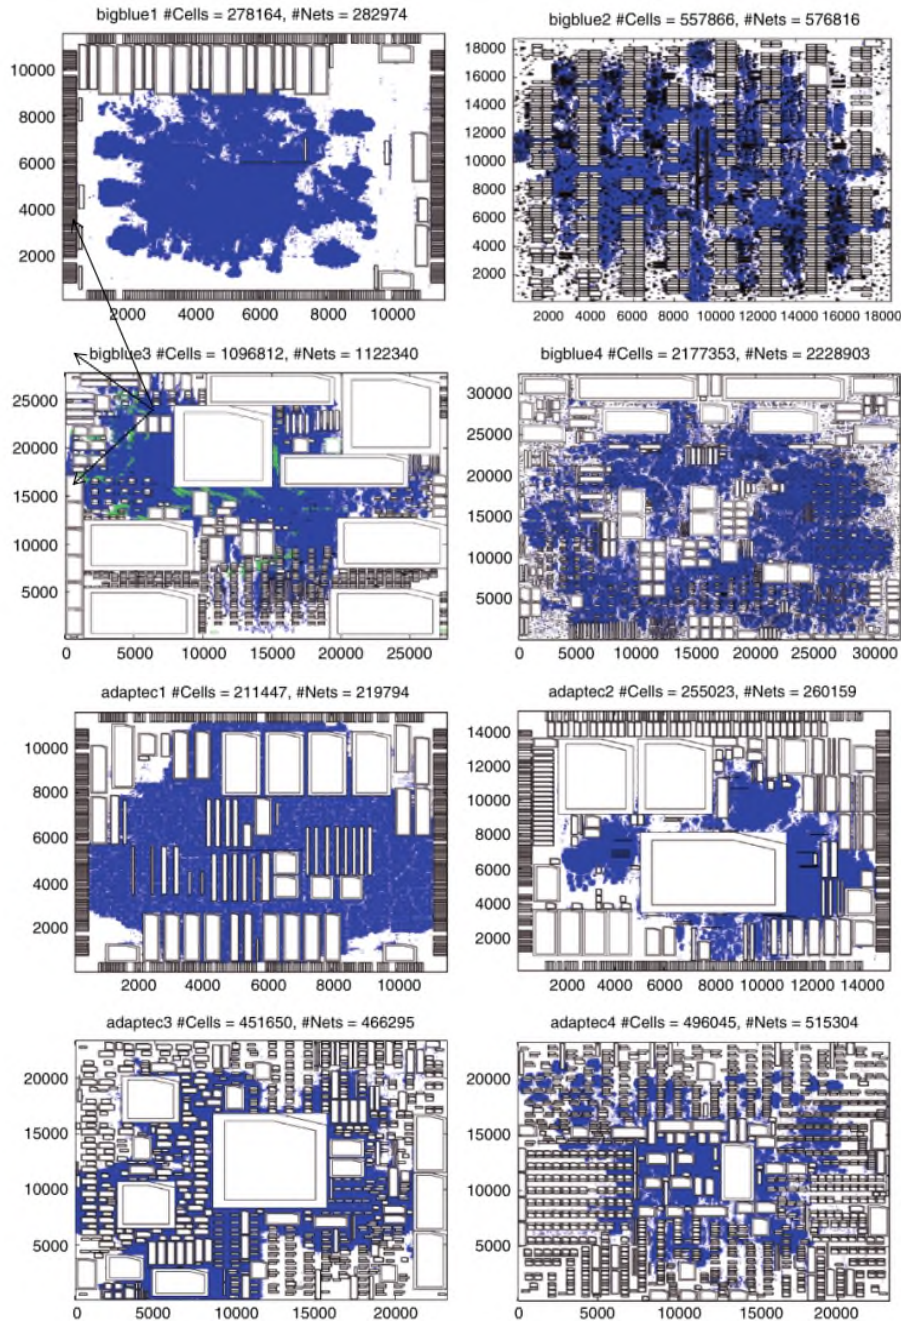 bigblue1 #Cells = 278164, #Nets = 282974
10000
8000
6000
4000
2000
2000 4000 6000 8000 10000
bigblue2 #Cells = 557866, #Nets = 576816
18000
16000
14000
12000
10000
8000
6000
4000
2000
2000 4000 6000 8000 10000 12000 14000 16000 18000
bigblue3 #Cells = 1096812, #Nets = 1122340
25000
20000
15000
10000
5000
0 5000 10000 15000 20000 25000
bigblue4 #Cells = 2177353, #Nets = 2228903
30000
25000
20000
15000
10000
5000
0 5000 10000 15000 20000 25000 30000
adaptec1 #Cells = 211447, #Nets = 219794
10000
8000
6000
4000
2000
2000 4000 6000 8000 10000
adaptec2 #Cells = 255023, #Nets = 260159
14000
12000
10000
8000
6000
4000
2000
2000 4000 6000 8000 10000 12000 14000
adaptec3 #Cells = 451650, #Nets = 466295
20000
15000
10000
5000
0 5000 10000 15000 20000
adaptec4 #Cells = 496045, #Nets = 515304
20000
15000
10000
5000
0 5000 10000 15000 20000